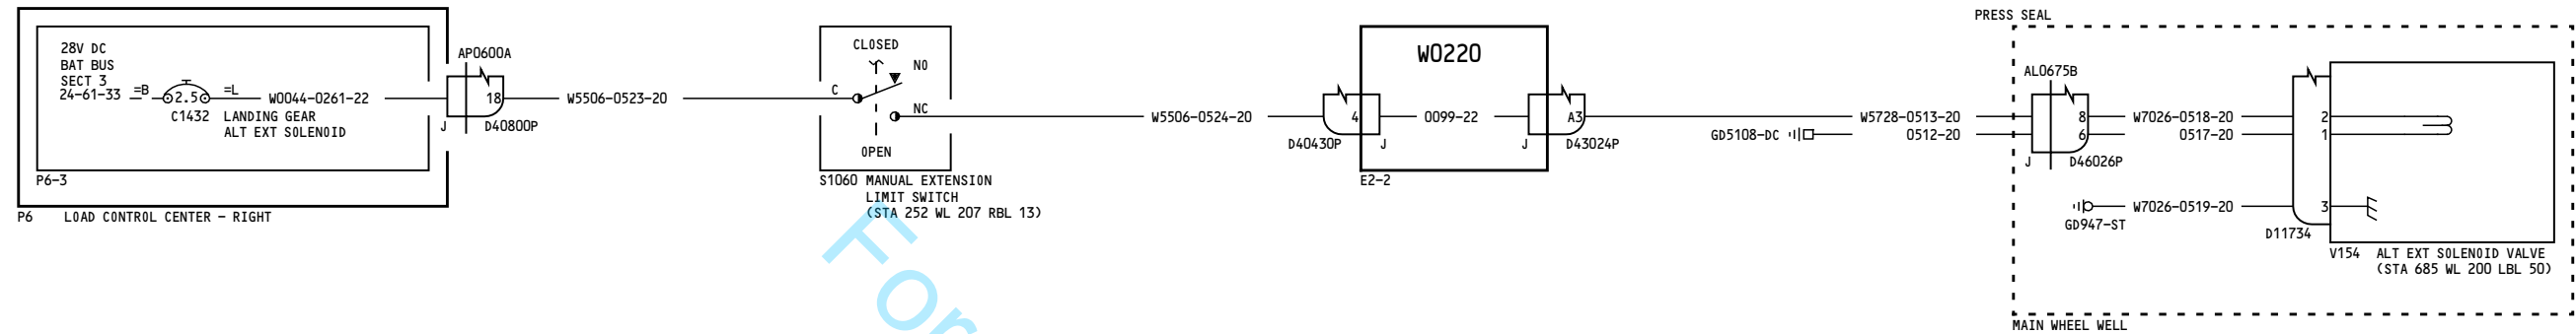 28V DC
BAT BUS
SECT 3
24-61-33
=B
2.5
=L
W0044-0261-22
C1432
LANDING GEAR
ALT EXT SOLENOID
P6-3
P6 LOAD CONTROL CENTER - RIGHT
AP0600A
18
J
D40800P
W5506-0523-20
CLOSED
NO
C
NC
OPEN
S1060 MANUAL EXTENSION
LIMIT SWITCH
(STA 252 WL 207 RBL 13)
W5506-0524-20
W0220
4
D40430P
J
0099-22
J
A3
D43024P
E2-2
W5728-0513-20
GD5108-DC
0512-20
PRESS SEAL
AL0675B
8
6
J
D46026P
W7026-0518-20
0517-20
GD947-ST
W7026-0519-20
2
1
3
D11734
V154 ALT EXT SOLENOID VALVE
(STA 685 WL 200 LBL 50)
MAIN WHEEL WELL
For